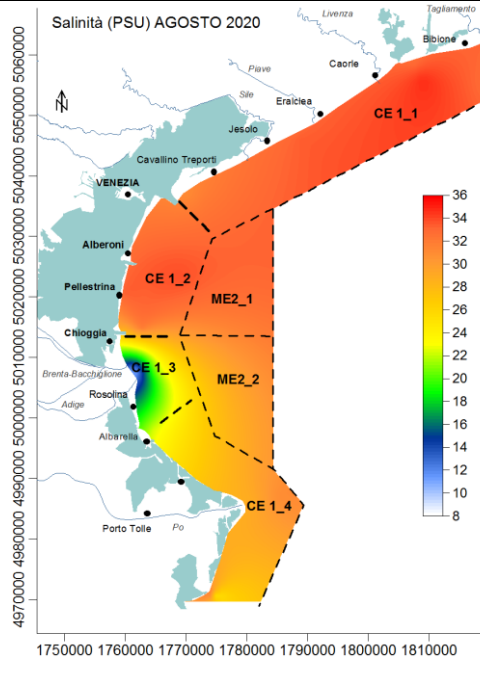 Salinità (PSU) AGOSTO 2020
Livenza
Tagliamento
Bibione
Caorle
Piave
Sile
Eraiclea
Jesolo
CE 1_1
Cavallino Treporti
VENEZIA
N
Alberoni
CE 1_2
Pellestrina
ME2_1
Chioggia
CE 1_3
Brenta-Bacchiglione
ME2_2
Rosolina
Adige
Albarella
CE 1_4
Porto Tolle
Po
36
34
32
30
28
26
24
22
20
18
16
14
12
10
8
5060000
5050000
5040000
5030000
5020000
5010000
5000000
4990000
4980000
4970000
1750000 1760000 1770000 1780000 1790000 1800000 1810000